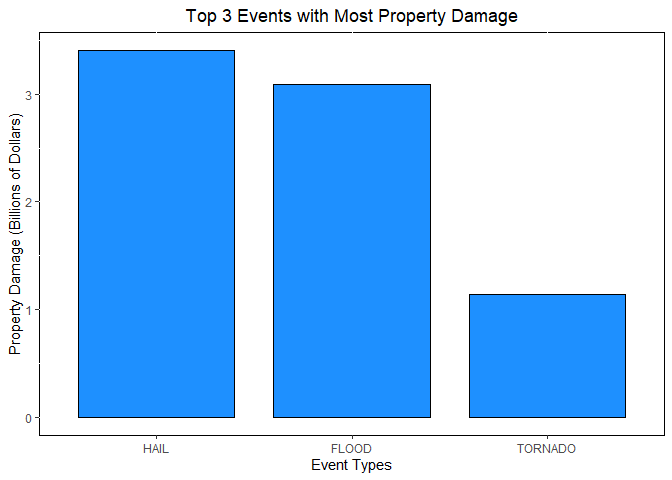 Top 3 Events with Most Property Damage
Property Damage (Billions of Dollars)
3
2
1
0
HAIL FLOOD TORNADO
Event Types